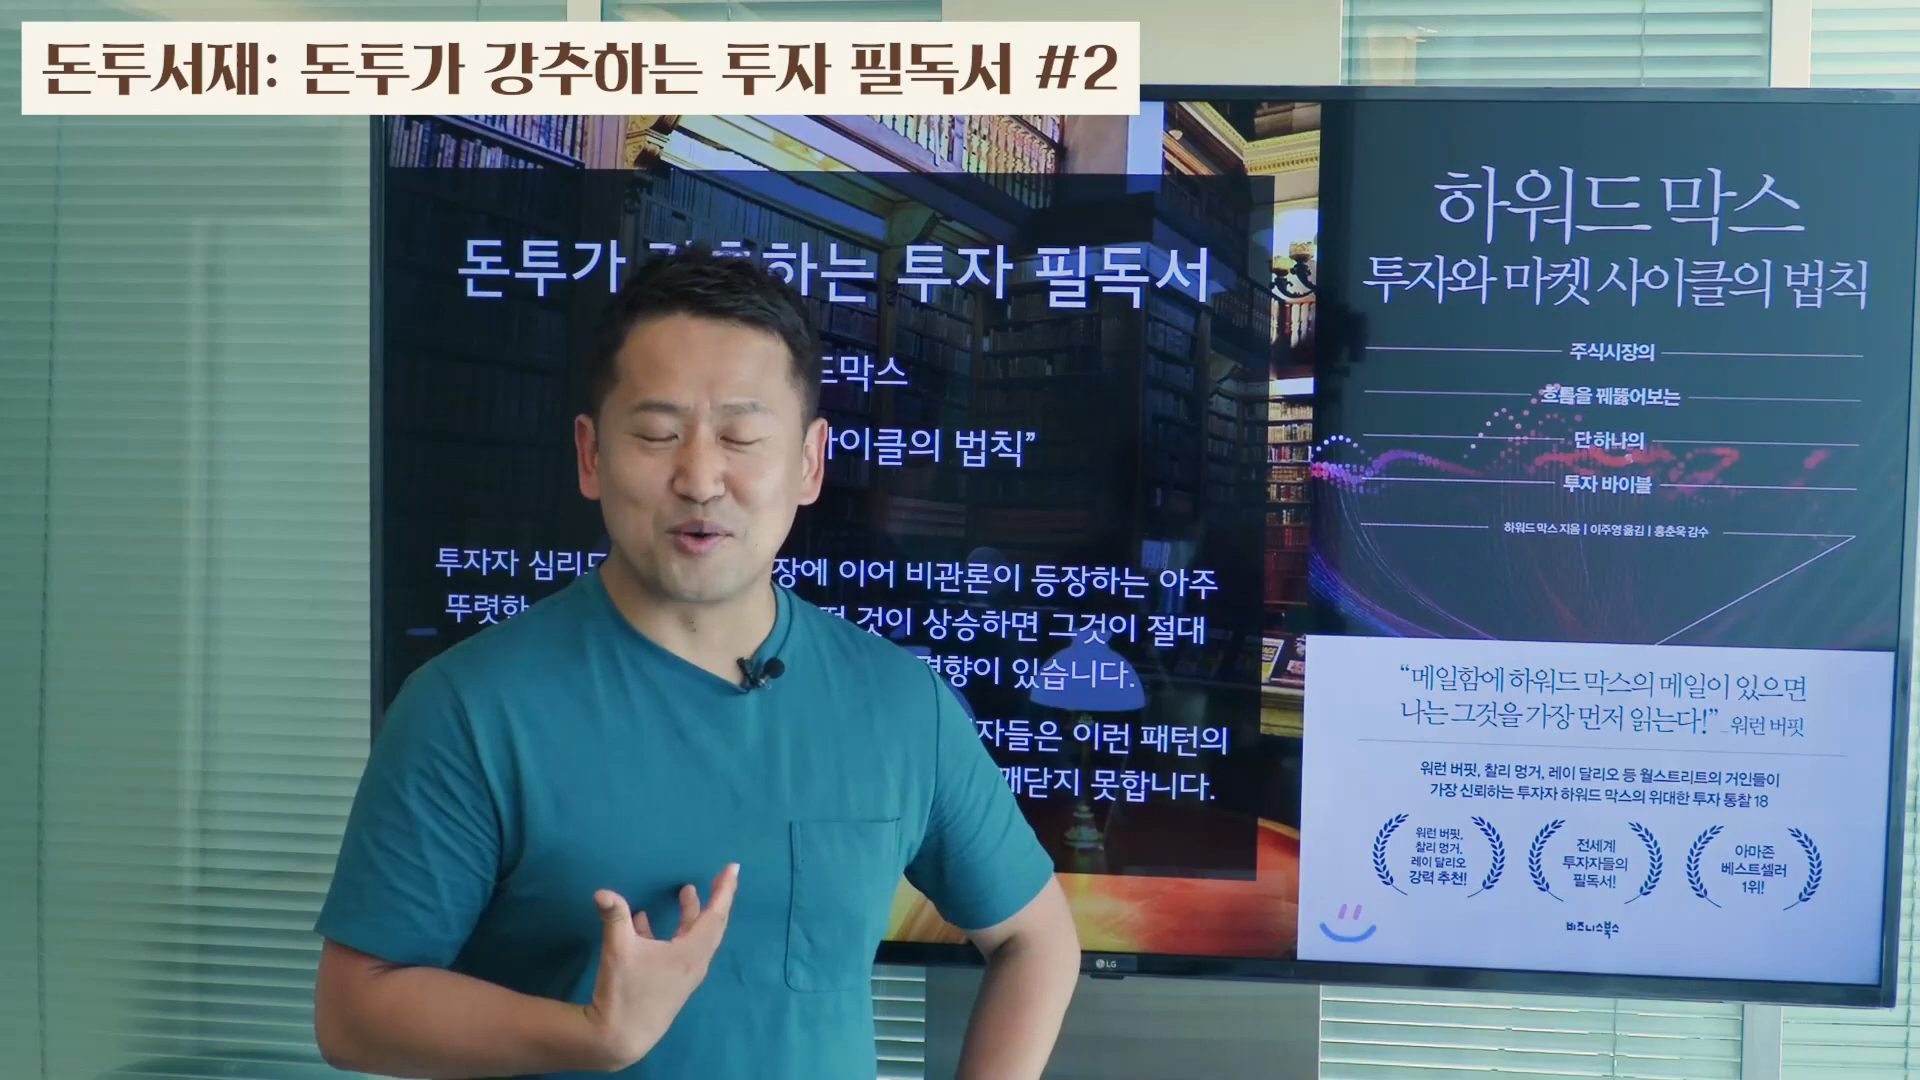 돈투서재: 돈투가 강추하는 투자 필독서 #2
돈투가 하는 투자 필독서
드막스
사이클의 법칙”
투자자 심리도 장에 이어 비관론이 등장하는 아주
뚜렷한 것이 상승하면 그것이 절대
경향이 있습니다.
자들은 이런 패턴의
깨닫지 못합니다.
하워드 막스
투자와 마켓 사이클의 법칙
주식시장의
흐름을 꿰뚫어보는
단 하나의
투자 바이블
하워드 막스 지음 | 이주영 옮김 | 홍춘욱 감수
“메일함에 하워드 막스의 메일이 있으면
나는 그것을 가장 먼저 읽는다!” _워런 버핏
워런 버핏, 찰리 멍거, 레이 달리오 등 월스트리트의 거인들이
가장 신뢰하는 투자자 하워드 막스의 위대한 투자 통찰 18
워런 버핏,
찰리 멍거,
레이 달리오
강력 추천!
전세계
투자자들의
필독서!
아마존
베스트셀러
1위!
비즈니스북스
LG